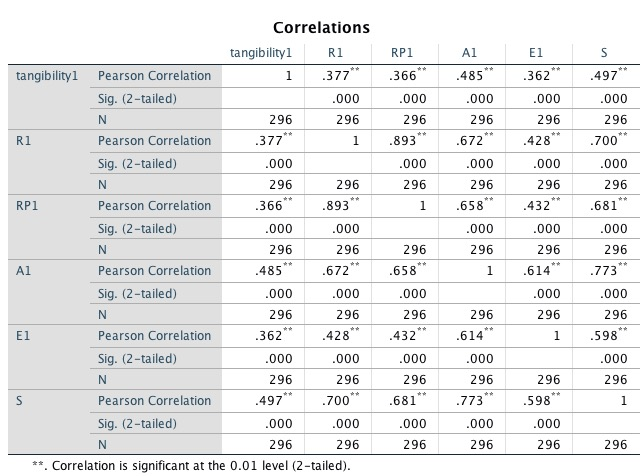 Correlations
tangibility1 R1 RP1 A1 E1 S
tangibility1 Pearson Correlation 1 .377** .366** .485** .362** .497**
Sig. (2-tailed) .000 .000 .000 .000 .000
N 296 296 296 296 296 296
R1 Pearson Correlation .377** 1 .893** .672** .428** .700**
Sig. (2-tailed) .000 .000 .000 .000 .000
N 296 296 296 296 296 296
RP1 Pearson Correlation .366** .893** 1 .658** .432** .681**
Sig. (2-tailed) .000 .000 .000 .000 .000
N 296 296 296 296 296 296
A1 Pearson Correlation .485** .672** .658** 1 .614** .773**
Sig. (2-tailed) .000 .000 .000 .000 .000
N 296 296 296 296 296 296
E1 Pearson Correlation .362** .428** .432** .614** 1 .598**
Sig. (2-tailed) .000 .000 .000 .000 .000
N 296 296 296 296 296 296
S Pearson Correlation .497** .700** .681** .773** .598** 1
Sig. (2-tailed) .000 .000 .000 .000 .000
N 296 296 296 296 296 296
**. Correlation is significant at the 0.01 level (2-tailed).